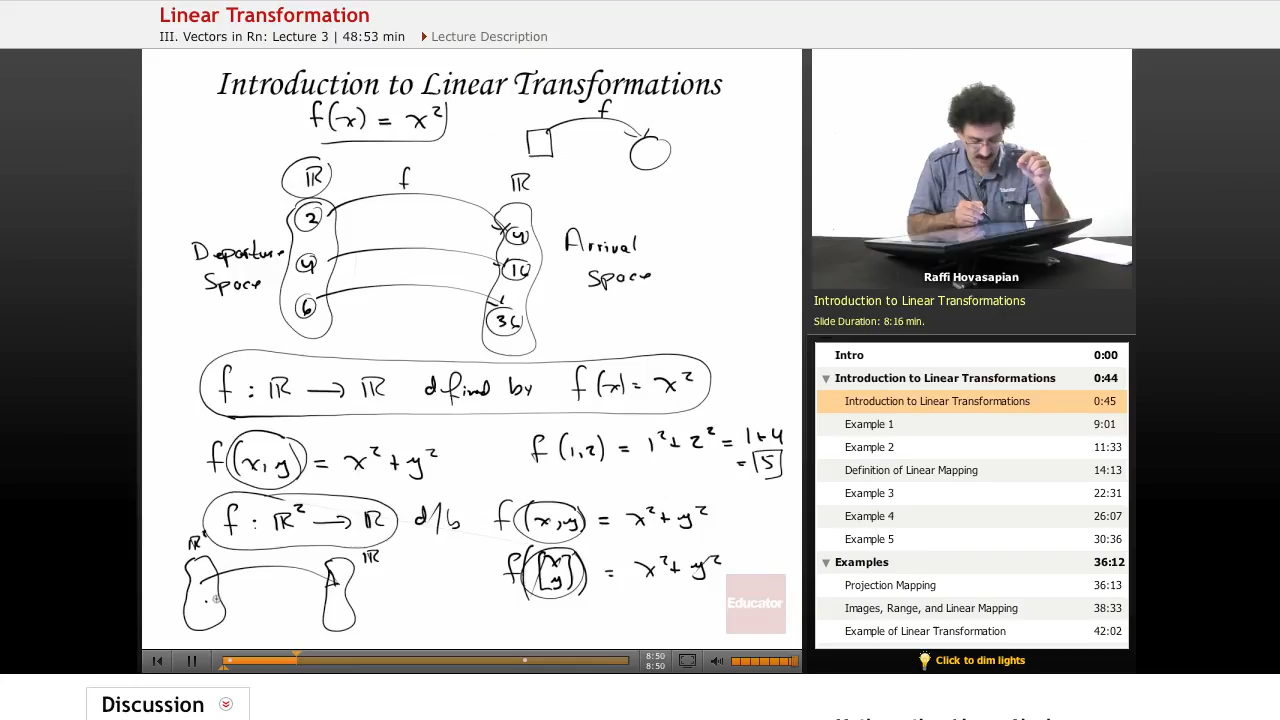 Linear Transformation
III. Vectors in Rn: Lecture 3 | 48:53 min
Lecture Description
Introduction to Linear Transformations
f(x) = x²
f
ℝ
f
ℝ
2
4
4
16
6
36
Departure
Space
Arrival
Space
f : ℝ → ℝ defined by f(x) = x²
f(x,y) = x² + y²
f(1,2) = 1² + 2² = 1+4
= 5
f : ℝ² → ℝ d/b f(x,y) = x² + y²
ℝ²
ℝ
f([x y]) = x² + y²
Educator
8:50
8:50
Raffi Hovasapian
Introduction to Linear Transformations
Slide Duration: 8:16 min.
Intro 0:00
Introduction to Linear Transformations 0:44
Introduction to Linear Transformations 0:45
Example 1 9:01
Example 2 11:33
Definition of Linear Mapping 14:13
Example 3 22:31
Example 4 26:07
Example 5 30:36
Examples 36:12
Projection Mapping 36:13
Images, Range, and Linear Mapping 38:33
Example of Linear Transformation 42:02
Click to dim lights
Discussion